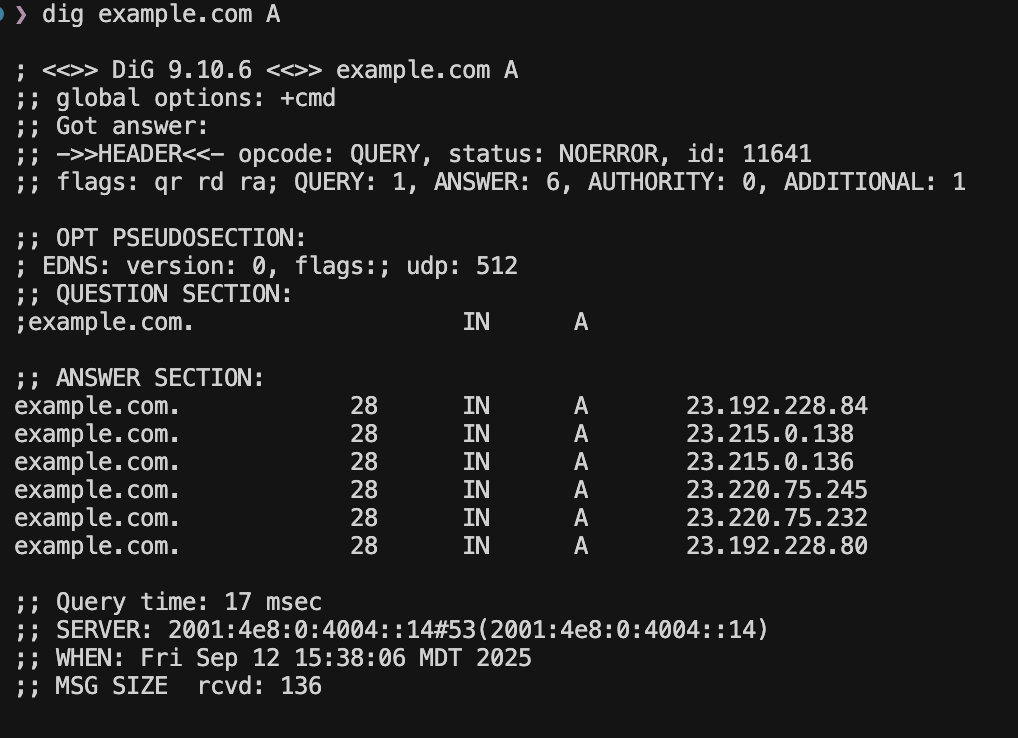 ❯ dig example.com A
; <<>> DiG 9.10.6 <<>> example.com A
;; global options: +cmd
;; Got answer:
;; ->>HEADER<<- opcode: QUERY, status: NOERROR, id: 11641
;; flags: qr rd ra; QUERY: 1, ANSWER: 6, AUTHORITY: 0, ADDITIONAL: 1
;; OPT PSEUDOSECTION:
; EDNS: version: 0, flags:; udp: 512
;; QUESTION SECTION:
;example.com. IN A
;; ANSWER SECTION:
example.com. 28 IN A 23.192.228.84
example.com. 28 IN A 23.215.0.138
example.com. 28 IN A 23.215.0.136
example.com. 28 IN A 23.220.75.245
example.com. 28 IN A 23.220.75.232
example.com. 28 IN A 23.192.228.80
;; Query time: 17 msec
;; SERVER: 2001:4e8:0:4004::14#53(2001:4e8:0:4004::14)
;; WHEN: Fri Sep 12 15:38:06 MDT 2025
;; MSG SIZE  rcvd: 136